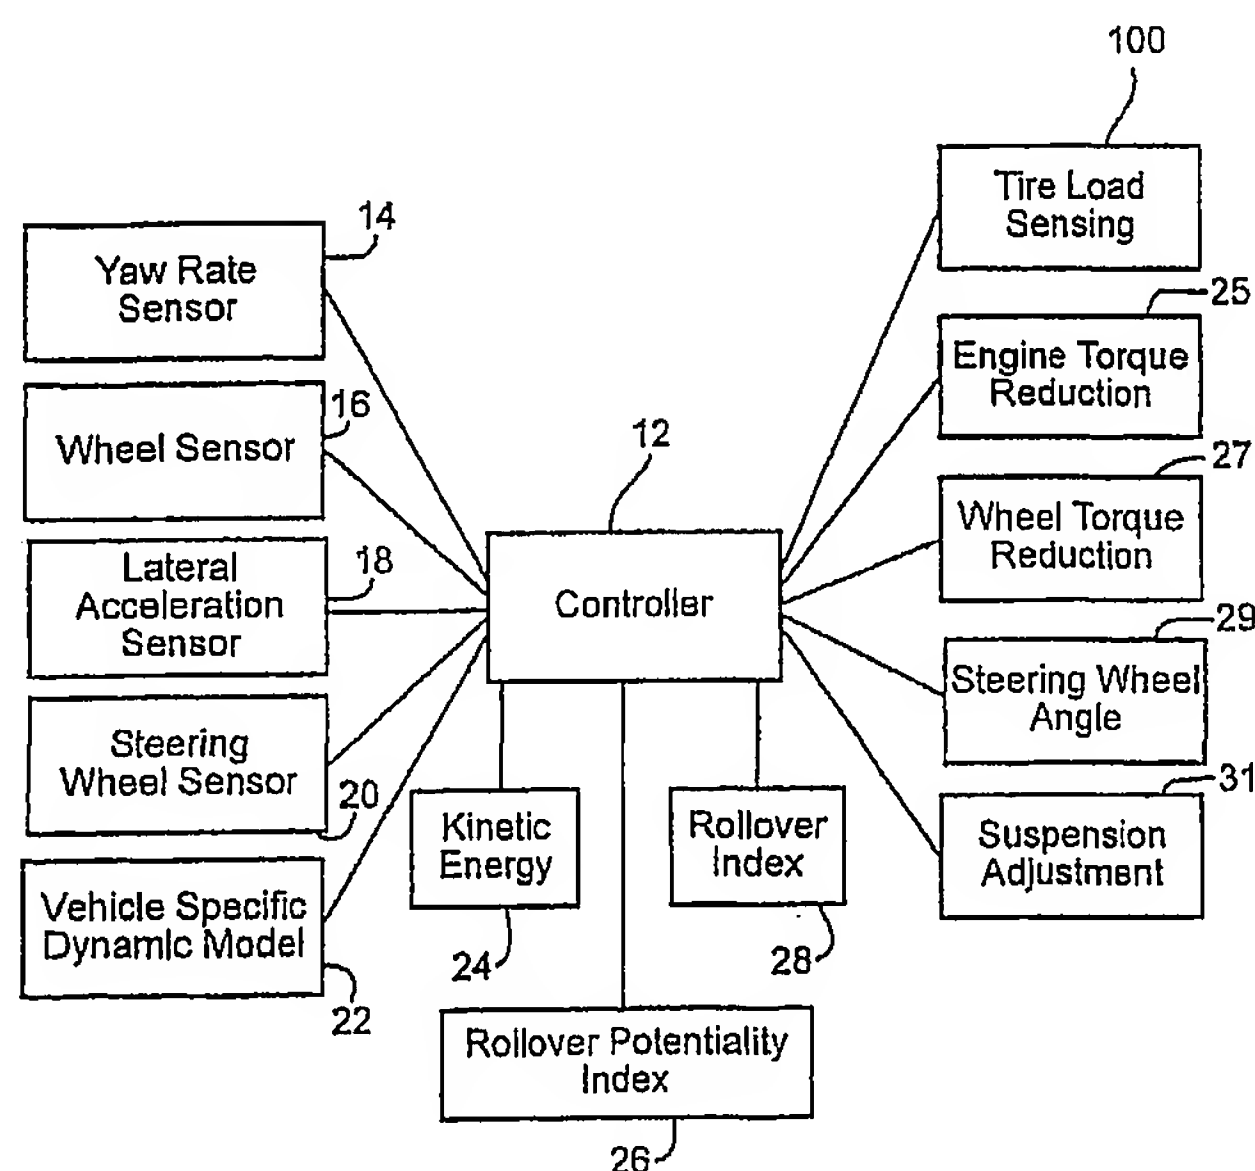 100
Tire Load
Sensing
14
Yaw Rate
Sensor
25
Engine Torque
Reduction
16
Wheel Sensor
12
Controller
27
Wheel Torque
Reduction
18
Lateral
Acceleration
Sensor
29
Steering Wheel
Angle
Steering
Wheel Sensor
20
31
Suspension
Adjustment
Kinetic
Energy
24
Rollover
Index
28
Vehicle Specific
Dynamic Model
22
Rollover Potentiality
Index
26